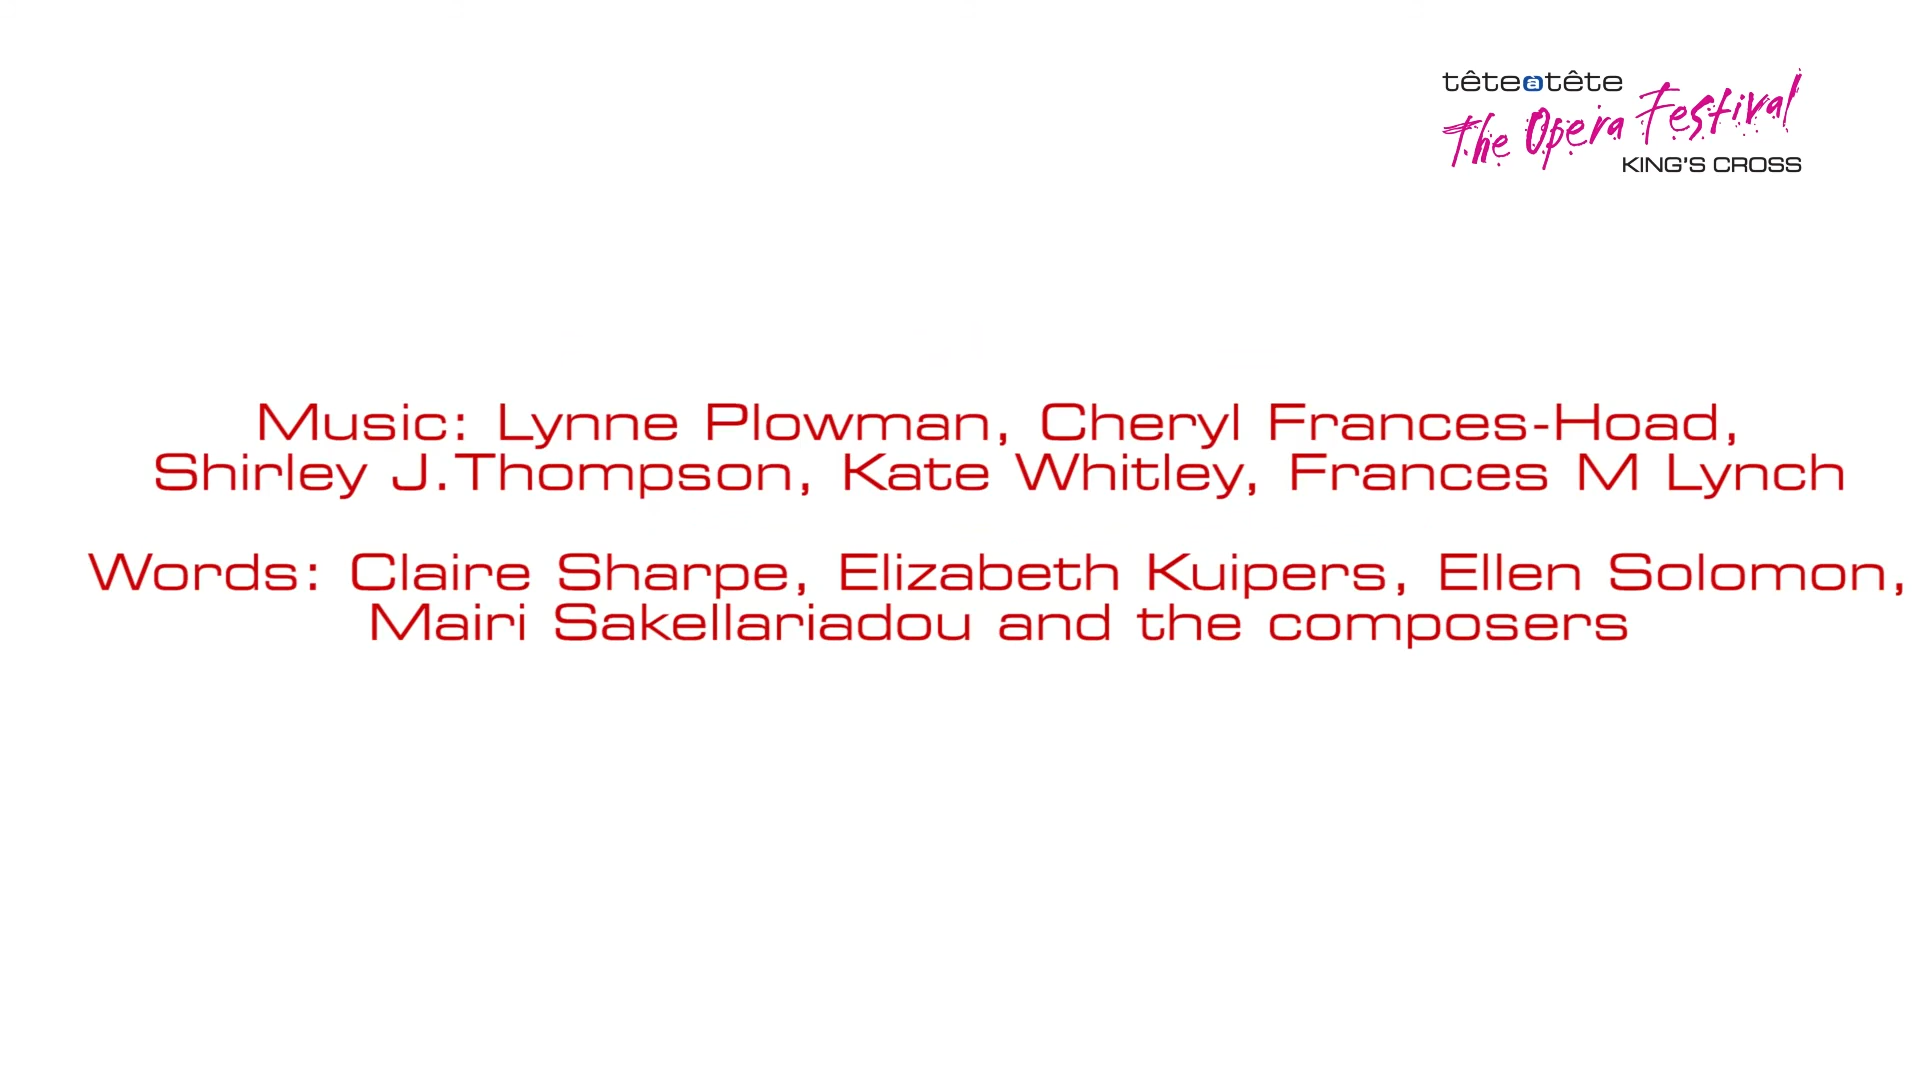 têteàtête
The Opera Festival
KING'S CROSS
Music: Lynne Plowman, Cheryl Frances-Hoad,
Shirley J.Thompson, Kate Whitley, Frances M Lynch
Words: Claire Sharpe, Elizabeth Kuipers, Ellen Solomon,
Mairi Sakellariadou and the composers